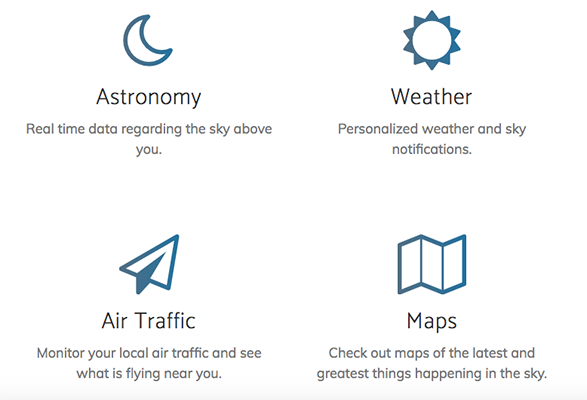 Astronomy
Real time data regarding the sky above
you.
Weather
Personalized weather and sky
notifications.
Air Traffic
Monitor your local air traffic and see
what is flying near you.
Maps
Check out maps of the latest and
greatest things happening in the sky.